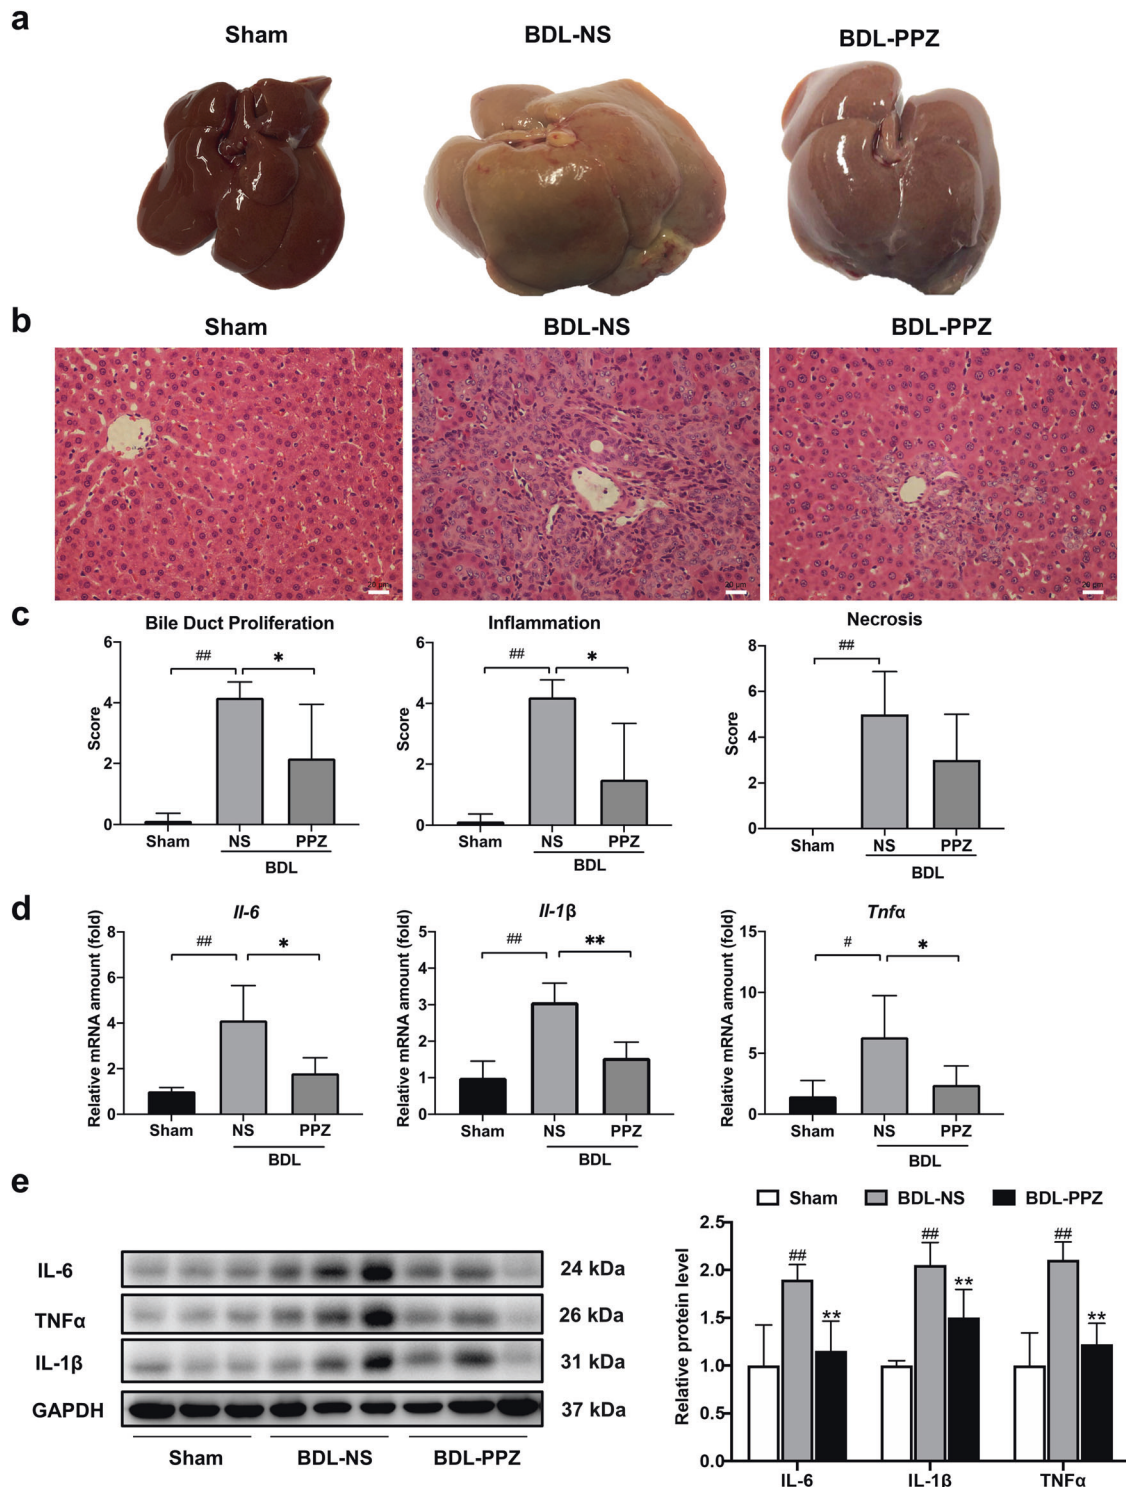 a
Sham BDL-NS BDL-PPZ
b
Sham BDL-NS BDL-PPZ
20 µm 20 µm 20 µm
c
Bile Duct Proliferation
Score
6
4
2
0
## *
Sham NS PPZ
BDL
Inflammation
Score
6
4
2
0
## *
Sham NS PPZ
BDL
Necrosis
Score
8
6
4
2
0
##
Sham NS PPZ
BDL
d
Il-6
Relative mRNA amount (fold)
8
6
4
2
0
## *
Sham NS PPZ
BDL
Il-1β
Relative mRNA amount (fold)
5
4
3
2
1
0
## **
Sham NS PPZ
BDL
Tnfα
Relative mRNA amount (fold)
15
10
5
0
# *
Sham NS PPZ
BDL
e
IL-6 24 kDa
TNFα 26 kDa
IL-1β 31 kDa
GAPDH 37 kDa
Sham BDL-NS BDL-PPZ
Sham BDL-NS BDL-PPZ
Relative protein level
2.5
2.0
1.5
1.0
0.5
0.0
## ** ## ** ## **
IL-6 IL-1β TNFα